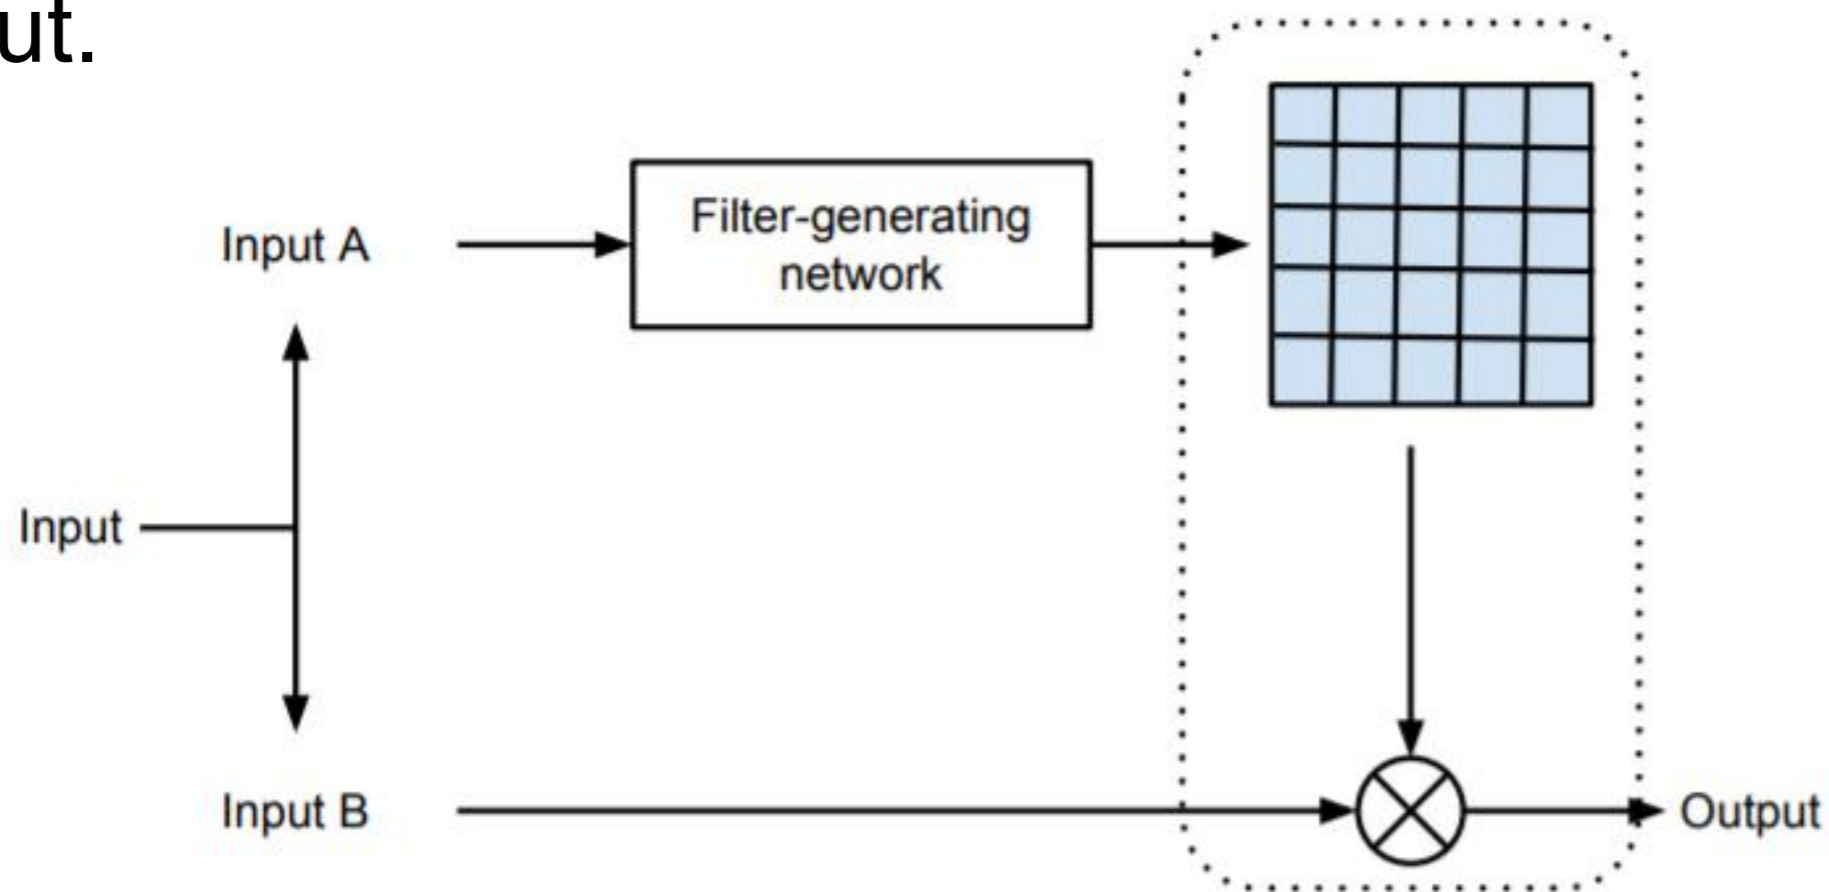 ut.
Input A
Filter-generating
network
Input
Input B
Output